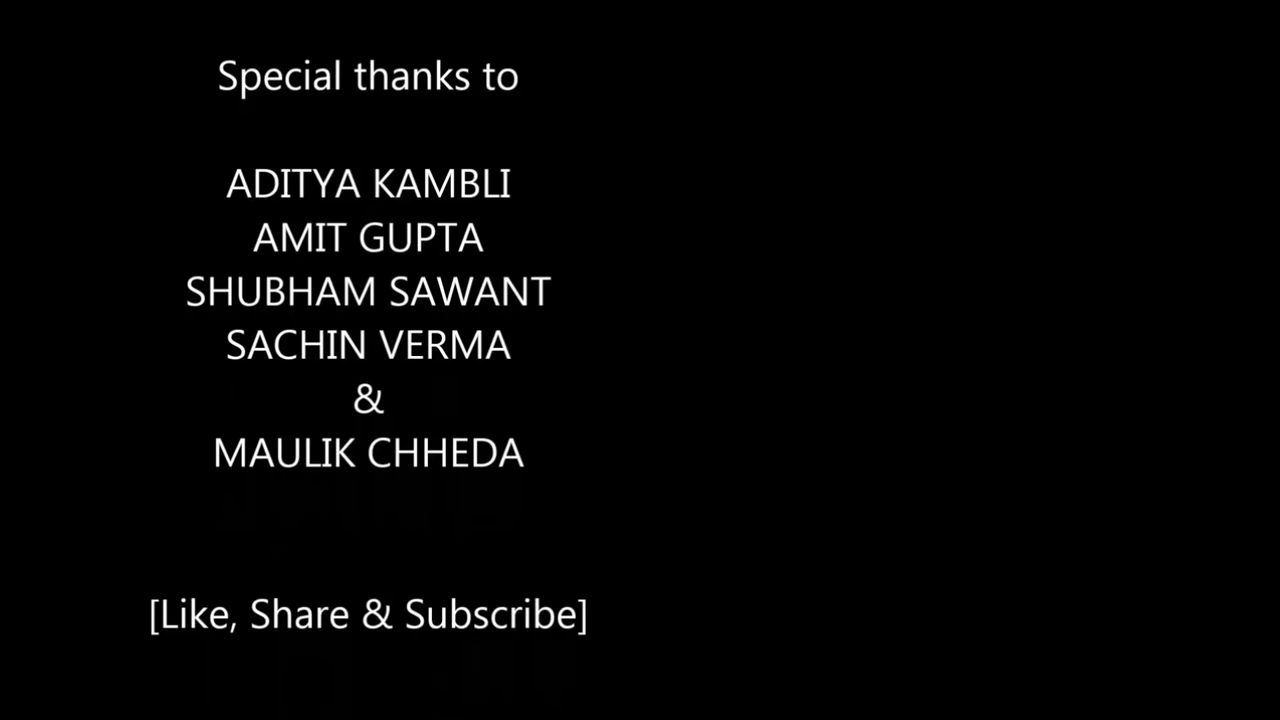 Special thanks to
ADITYA KAMBLI
AMIT GUPTA
SHUBHAM SAWANT
SACHIN VERMA
&
MAULIK CHHEDA
[Like, Share & Subscribe]